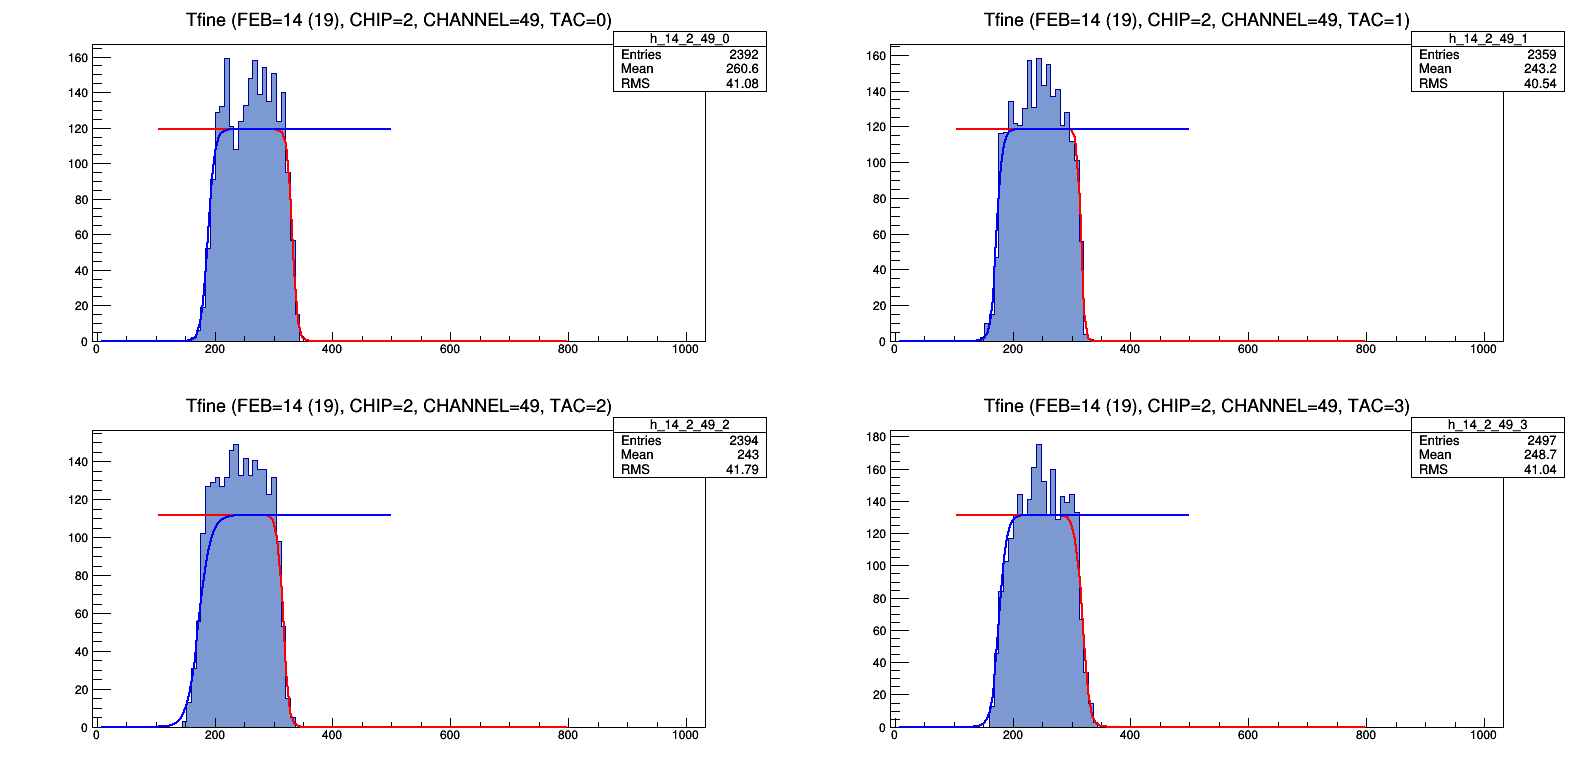 Tfine (FEB=14 (19), CHIP=2, CHANNEL=49, TAC=0)
h_14_2_49_0
Entries 2392
Mean 260.6
RMS 41.08
160
140
120
100
80
60
40
20
0
0 200 400 600 800 1000
Tfine (FEB=14 (19), CHIP=2, CHANNEL=49, TAC=1)
h_14_2_49_1
Entries 2359
Mean 243.2
RMS 40.54
160
140
120
100
80
60
40
20
0
0 200 400 600 800 1000
Tfine (FEB=14 (19), CHIP=2, CHANNEL=49, TAC=2)
h_14_2_49_2
Entries 2394
Mean 243
RMS 41.79
140
120
100
80
60
40
20
0
0 200 400 600 800 1000
Tfine (FEB=14 (19), CHIP=2, CHANNEL=49, TAC=3)
h_14_2_49_3
Entries 2497
Mean 248.7
RMS 41.04
180
160
140
120
100
80
60
40
20
0
0 200 400 600 800 1000